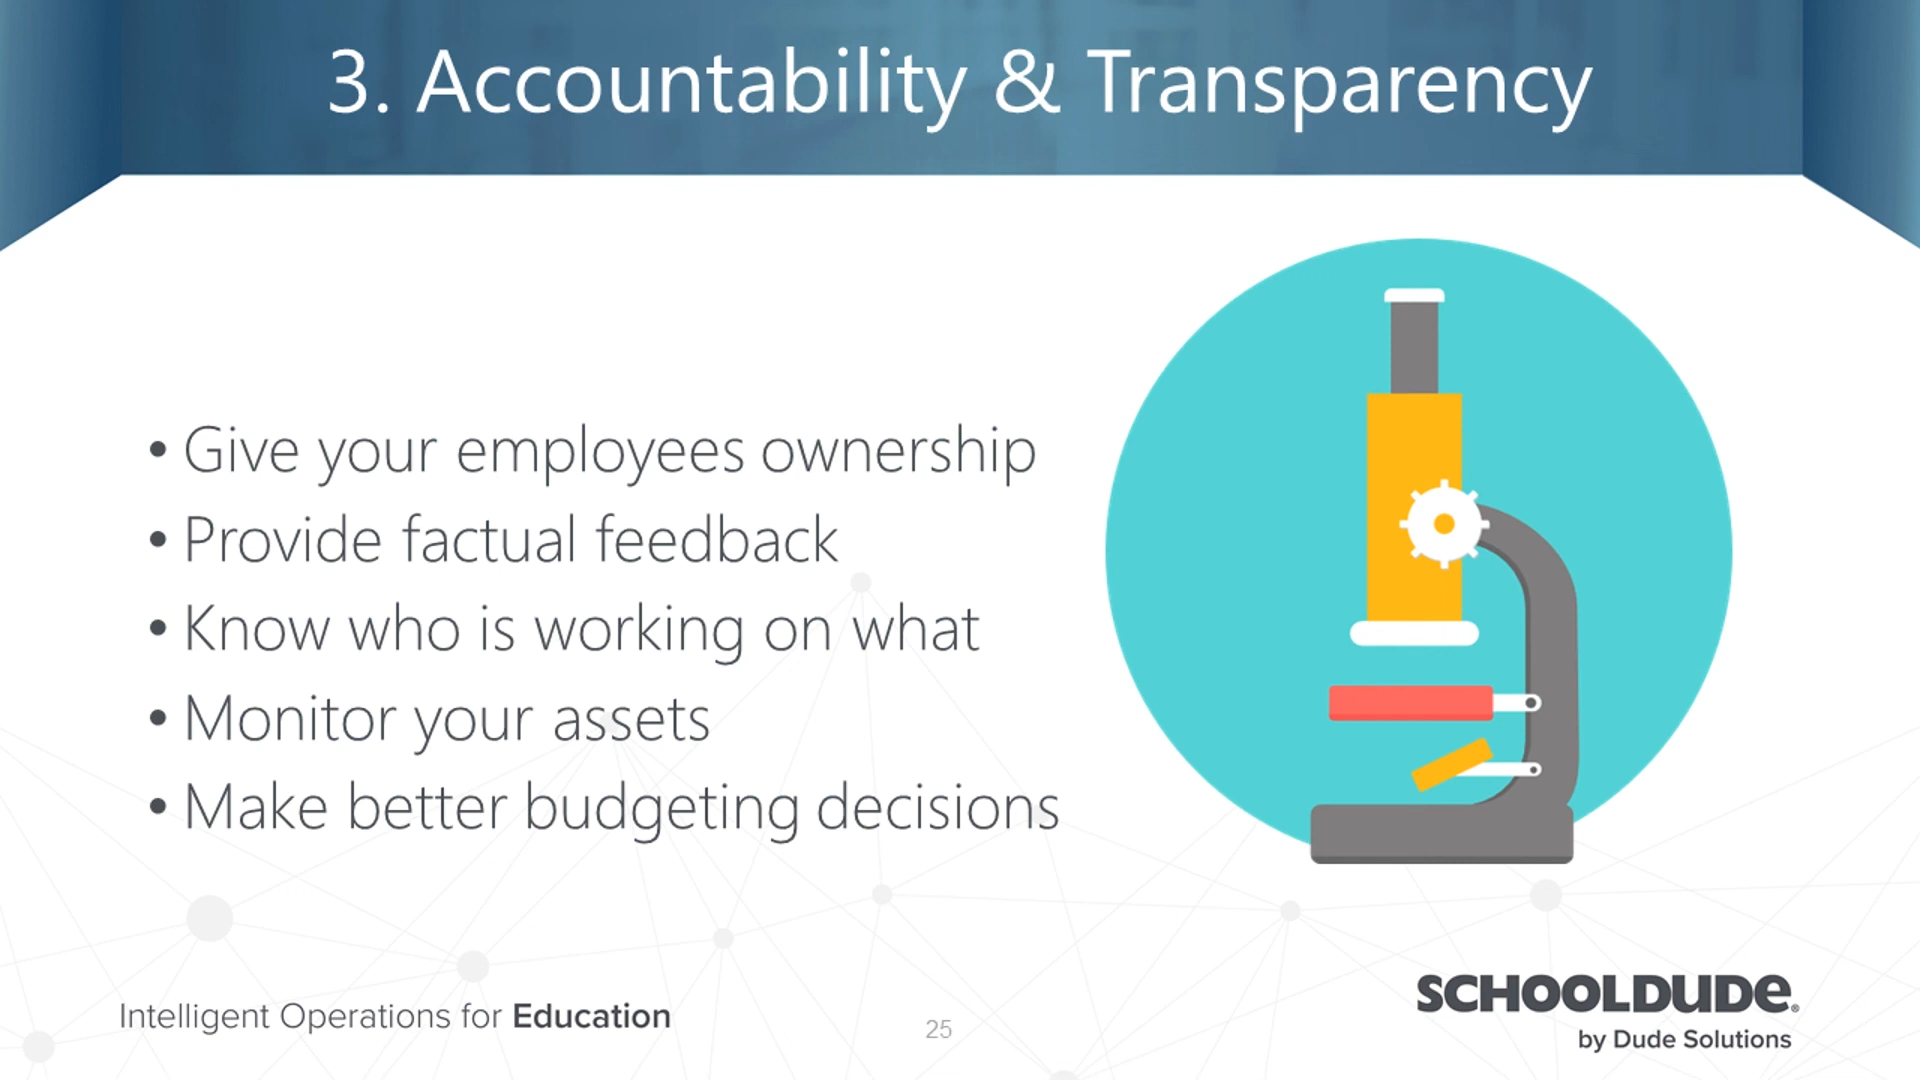 3. Accountability & Transparency
• Give your employees ownership
• Provide factual feedback
• Know who is working on what
• Monitor your assets
• Make better budgeting decisions
Intelligent Operations for Education
25
SCHOOLDUDE®
by Dude Solutions